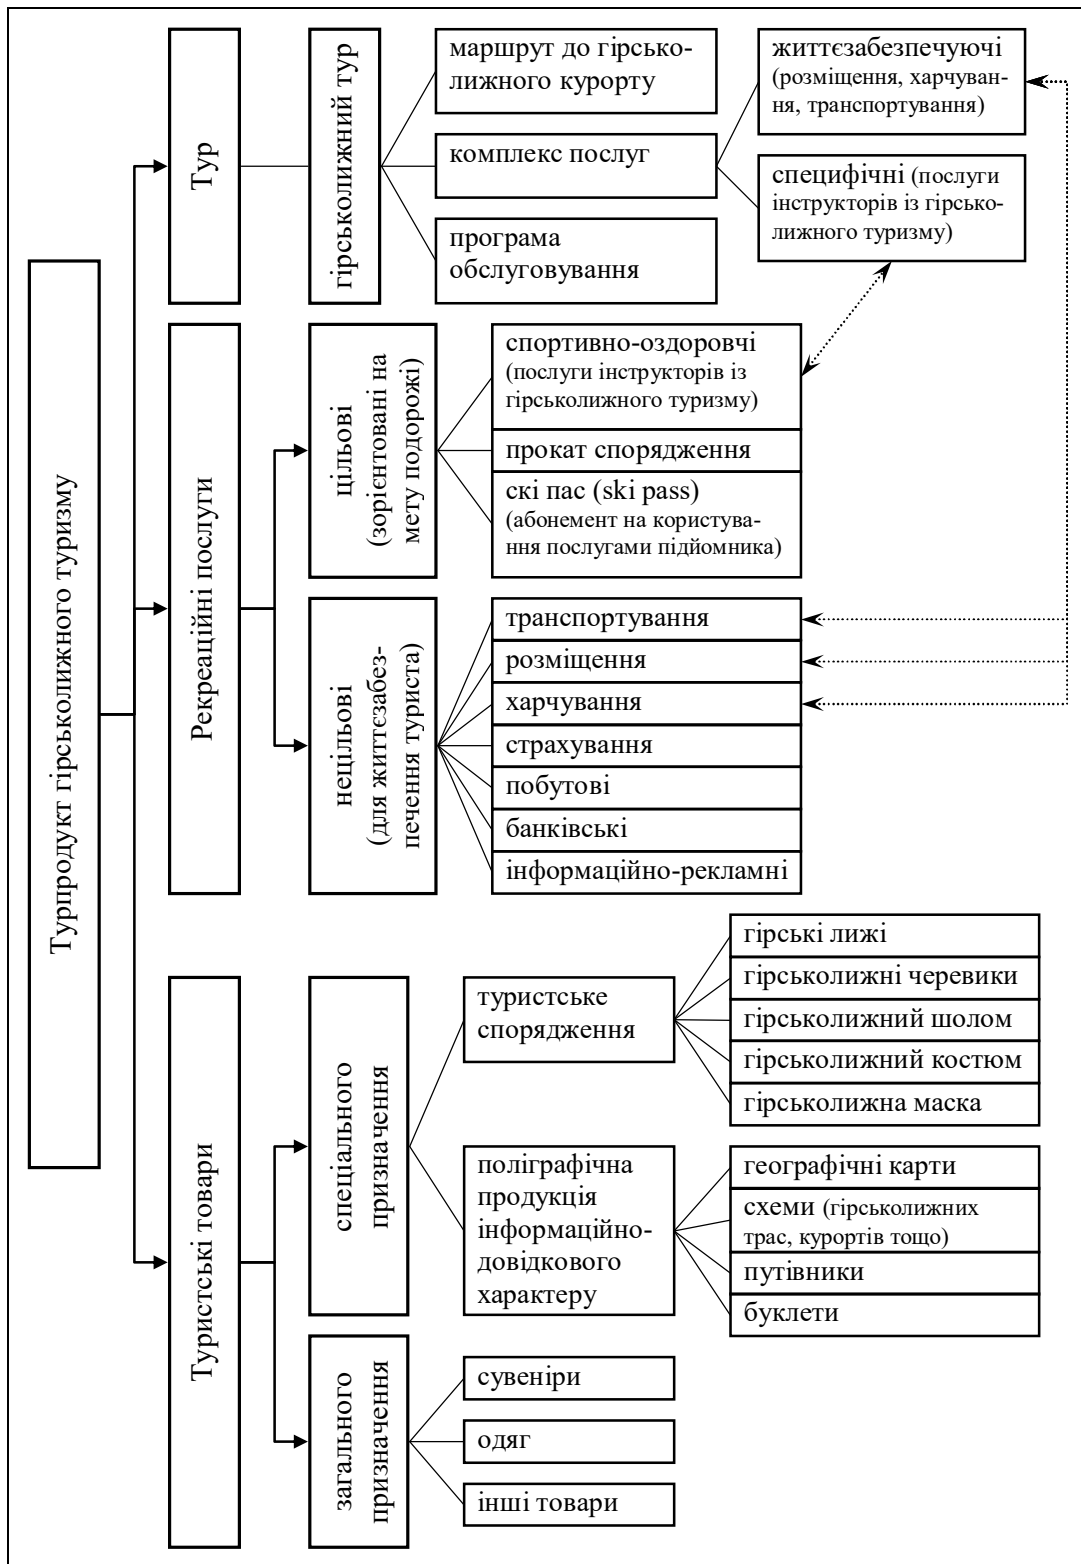 Турпродукт гірськолижного туризму
Тур
гірськолижний тур
маршрут до гірсько-
лижного курорту
комплекс послуг
програма
обслуговування
життєзабезпечуючі
(розміщення, харчуван-
ня, транспортування)
специфічні (послуги
інструкторів із гірсько-
лижного туризму)
Рекреаційні послуги
цільові
(зорієнтовані на
мету подорожі)
спортивно-оздоровчі
(послуги інструкторів із
гірськолижного туризму)
прокат спорядження
скі пас (ski pass)
(абонемент на користува-
ння послугами підйомника)
нецільові
(для життєзабез-
печення туриста)
транспортування
розміщення
харчування
страхування
побутові
банківські
інформаційно-рекламні
Туристські товари
спеціального
призначення
туристське
спорядження
гірські лижі
гірськолижні черевики
гірськолижний шолом
гірськолижний костюм
гірськолижна маска
поліграфічна
продукція
інформаційно-
довідкового
характеру
географічні карти
схеми (гірськолижних
трас, курортів тощо)
путівники
буклети
загального
призначення
сувеніри
одяг
інші товари